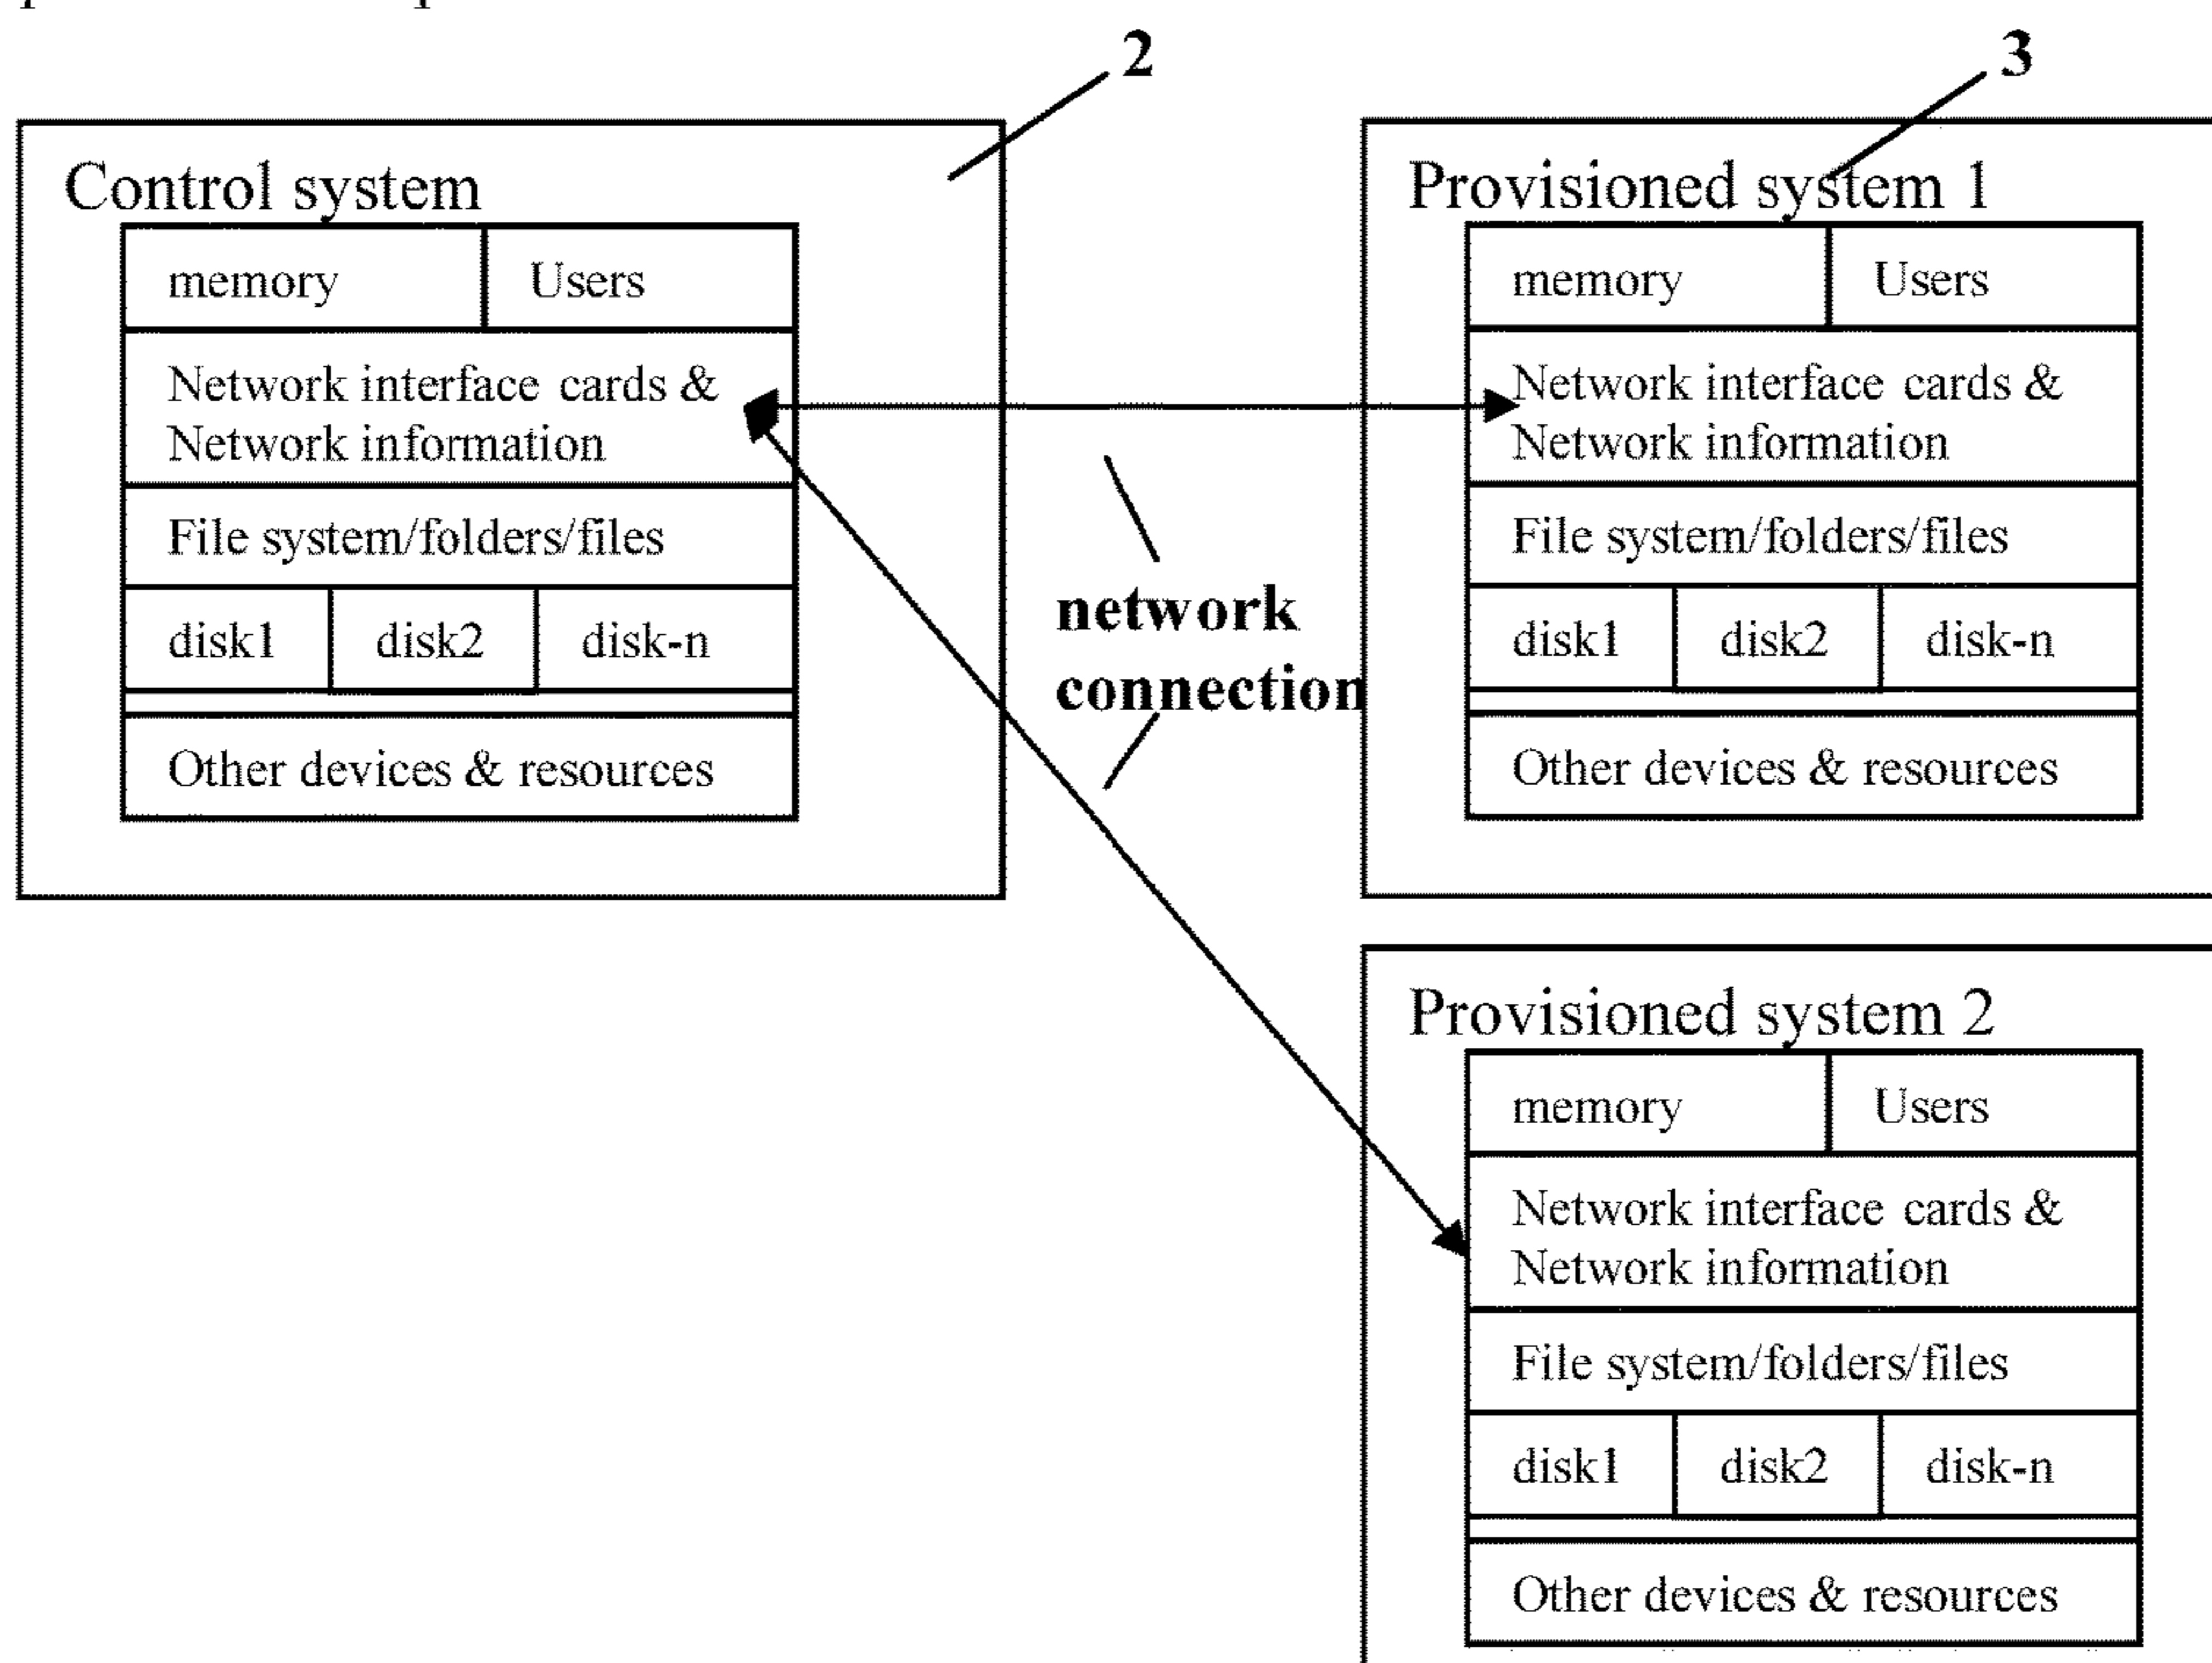 2
3
Control system
memory
Users
Network interface cards &
Network information
File system/folders/files
disk1
disk2
disk-n
Other devices & resources
network
connection
Provisioned system 1
memory
Users
Network interface cards &
Network information
File system/folders/files
disk1
disk2
disk-n
Other devices & resources
Provisioned system 2
memory
Users
Network interface cards &
Network information
File system/folders/files
disk1
disk2
disk-n
Other devices & resources